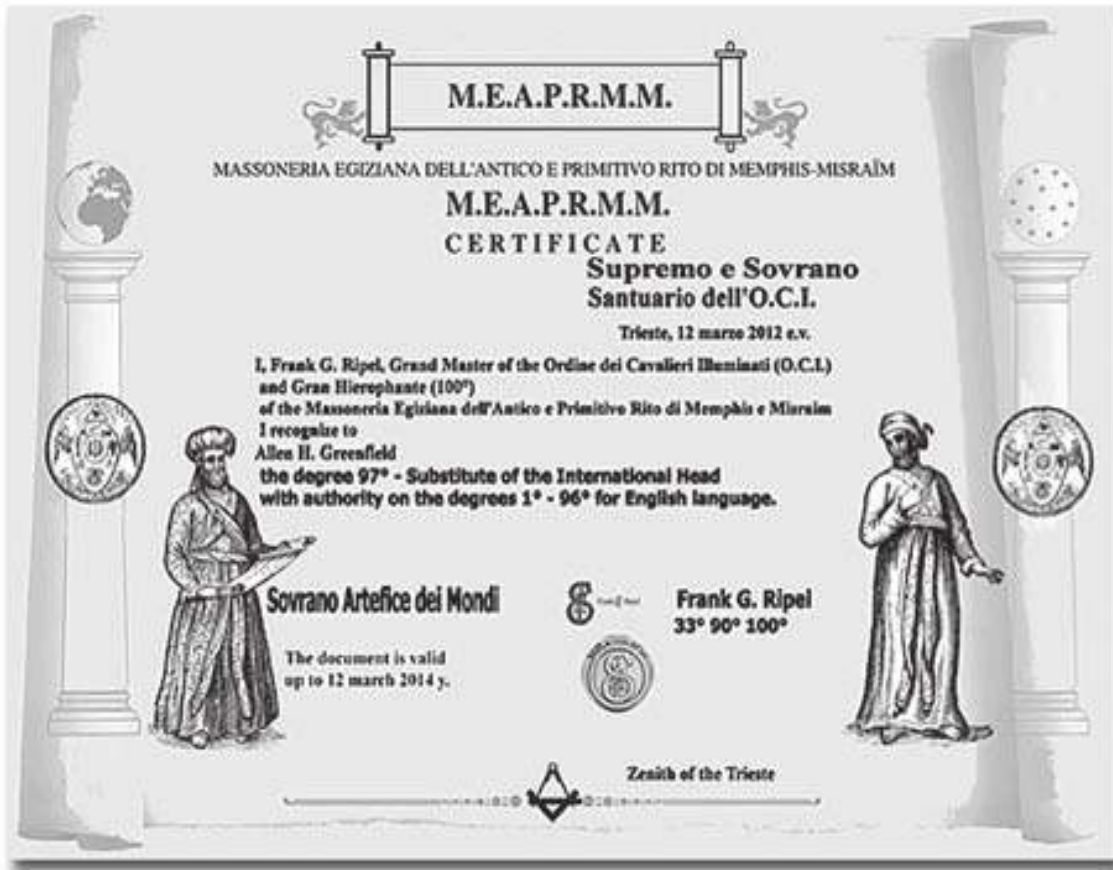 M.E.A.P.R.M.M.
MASSONERIA EGIZIANA DELL'ANTICO E PRIMITIVO RITO DI MEMPHIS-MISRAÏM
M.E.A.P.R.M.M.
CERTIFICATE
Supremo e Sovrano
Santuario dell'O.C.I.
Trieste, 12 marzo 2012 e.v.
I, Frank G. Ripel, Grand Master of the Ordine dei Cavalieri Illuminati (O.C.I.)
and Gran Hierophante (100°)
of the Massoneria Egiziana dell'Antico e Primitivo Rito di Memphis e Misraim
I recognize to
Allen H. Greenfield
the degree 97° - Substitute of the International Head
with authority on the degrees 1° - 96° for English language.
Sovrano Artefice dei Mondi
Frank G. Ripel
33° 90° 100°
The document is valid
up to 12 march 2014 y.
Zenith of the Trieste